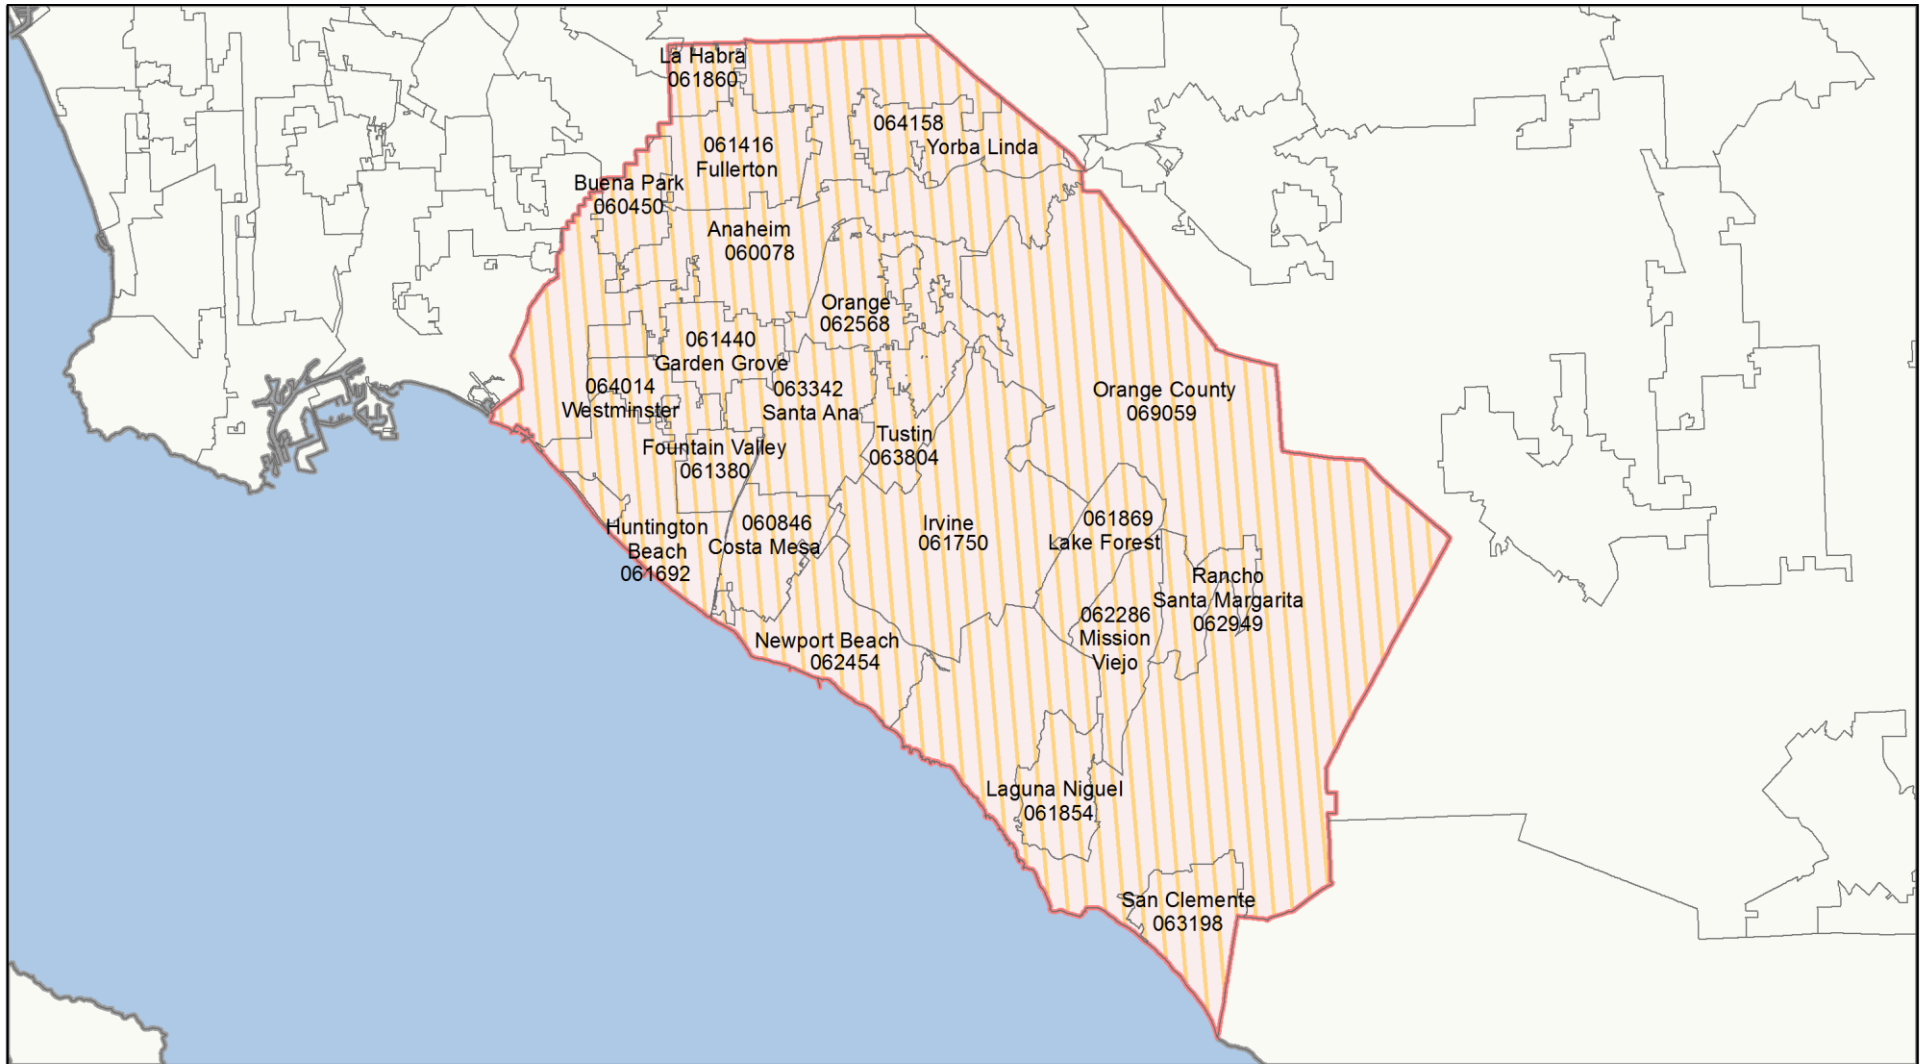 La Habra
061860
064158
Yorba Linda
061416
Fullerton
Buena Park
060450
Anaheim
060078
Orange
062568
061440
Garden Grove
064014
Westminster
063342
Santa Ana
Orange County
069059
Tustin
063804
Fountain Valley
061380
Huntington
Beach
061692
060846
Costa Mesa
Irvine
061750
061869
Lake Forest
Rancho
Santa Margarita
062949
062286
Mission
Viejo
Newport Beach
062454
Laguna Niguel
061854
San Clemente
063198